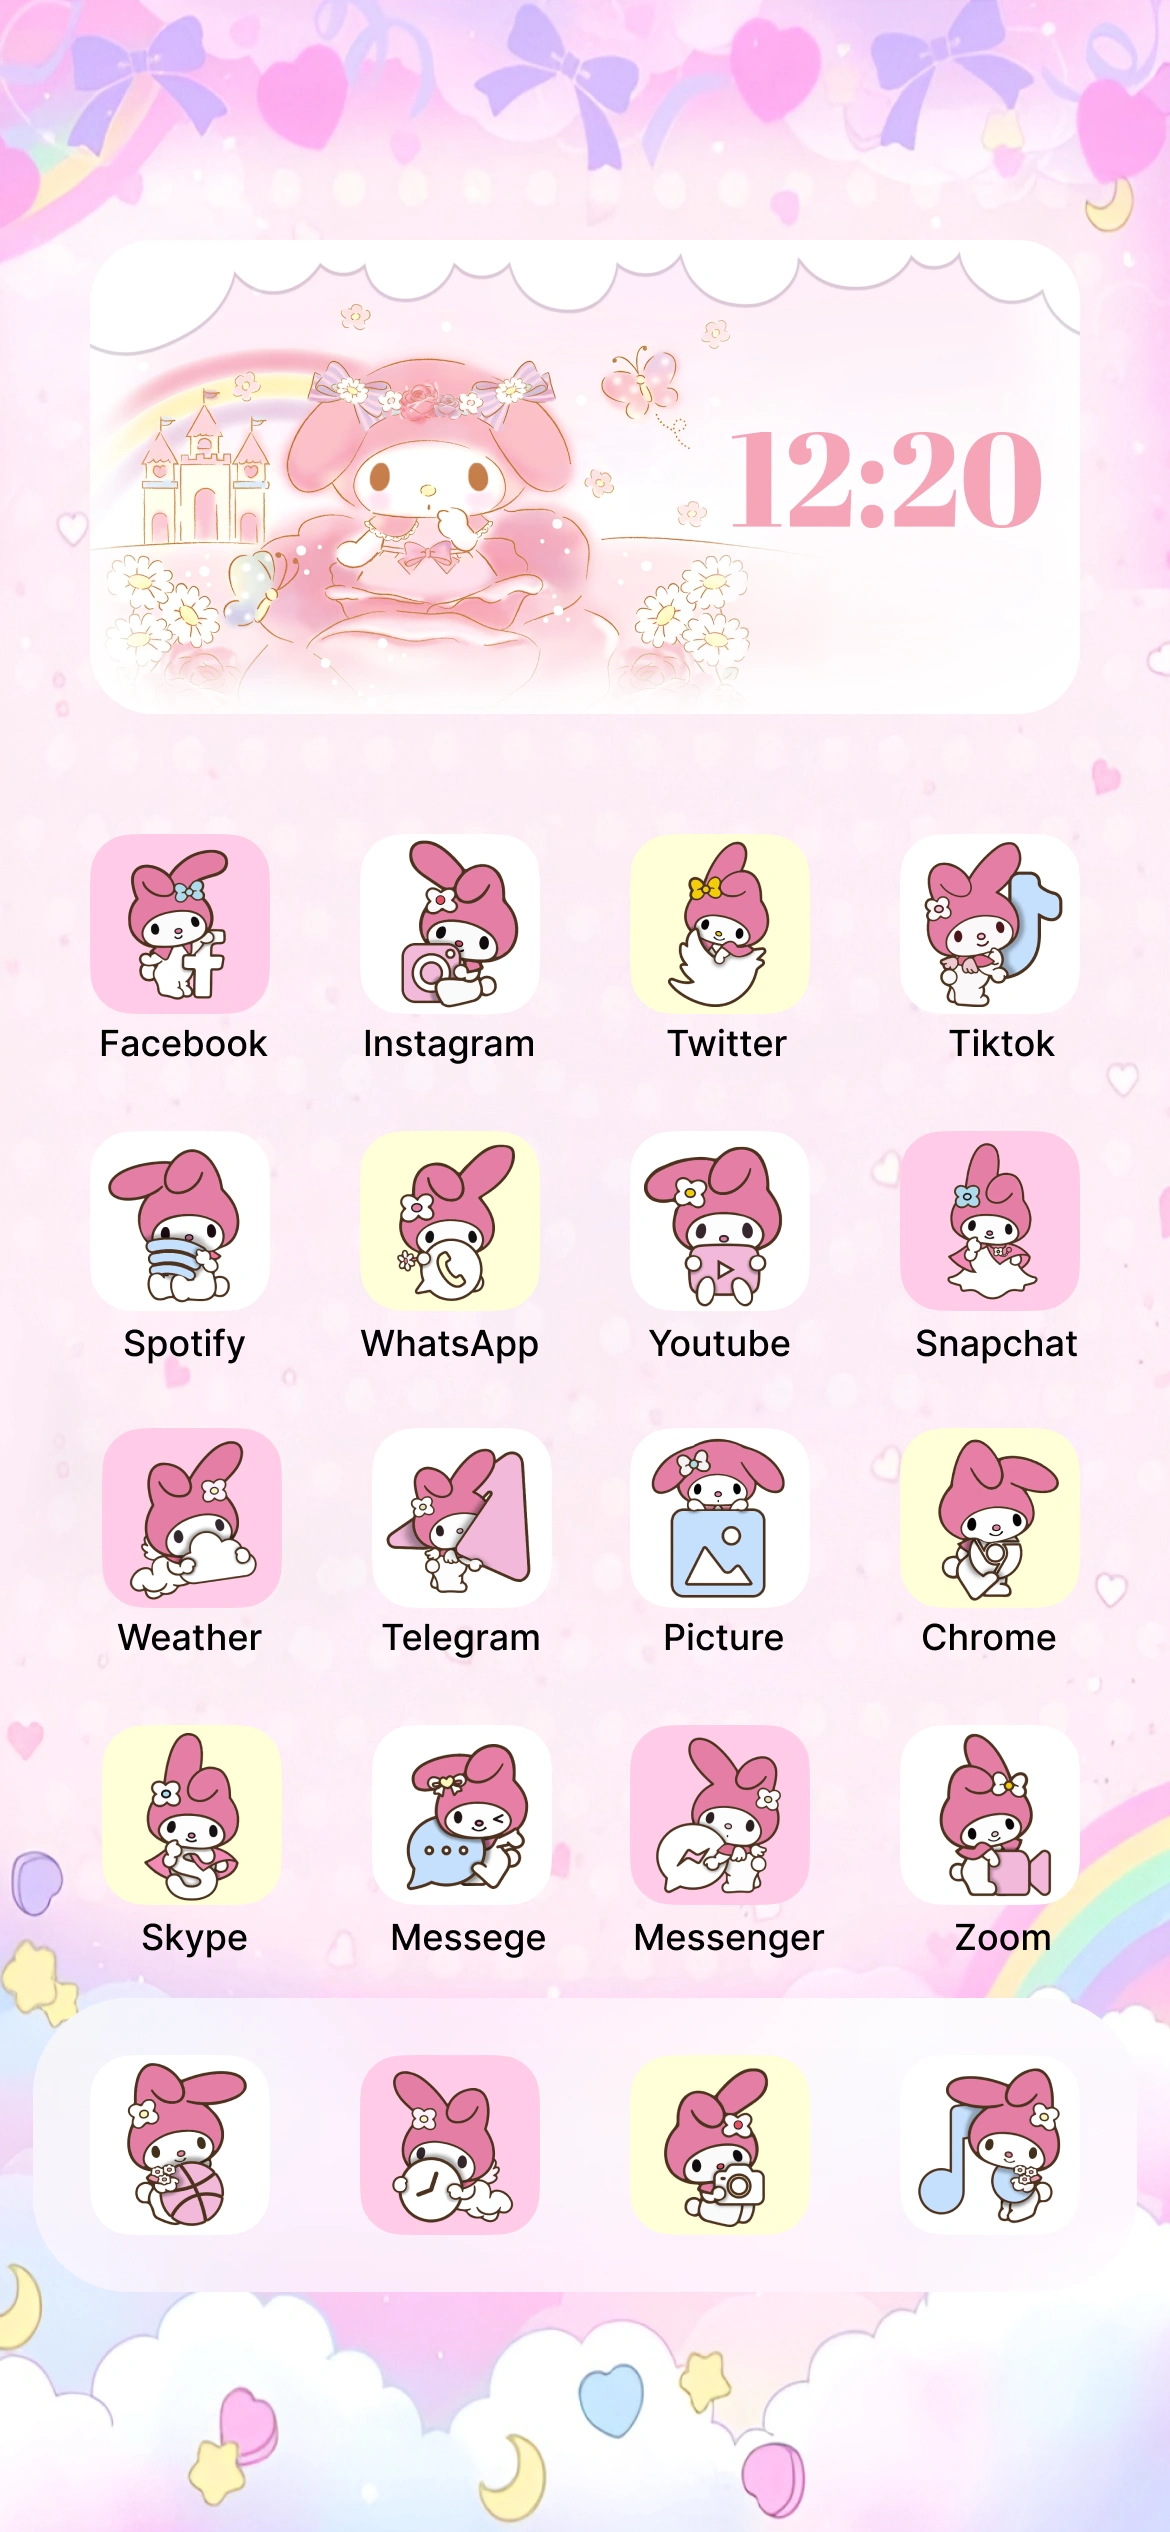 12:20
Facebook Instagram Twitter Tiktok
Spotify WhatsApp Youtube Snapchat
Weather Telegram Picture Chrome
Skype Messege Messenger Zoom